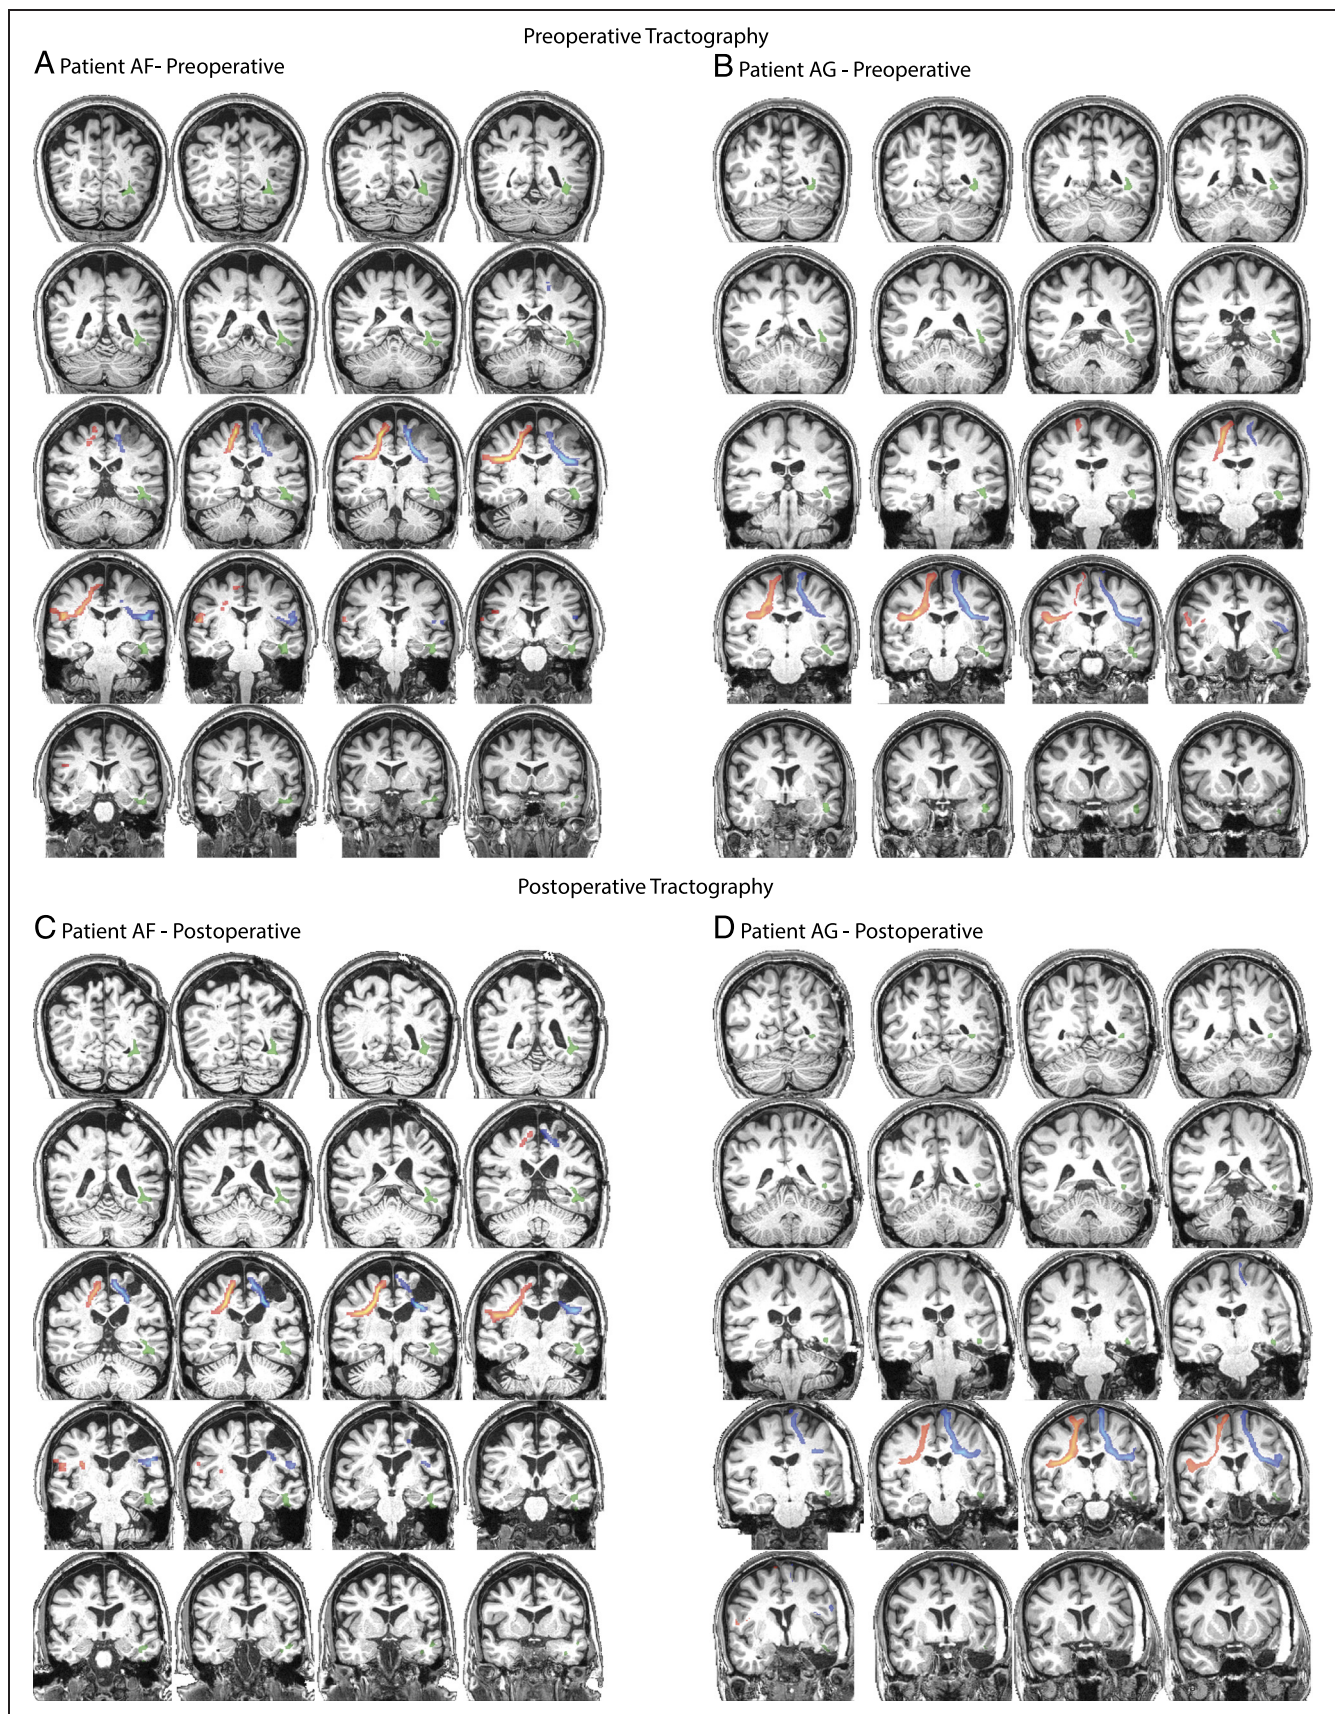 Preoperative Tractography
A Patient AF- Preoperative
B Patient AG - Preoperative
Postoperative Tractography
C Patient AF - Postoperative
D Patient AG - Postoperative